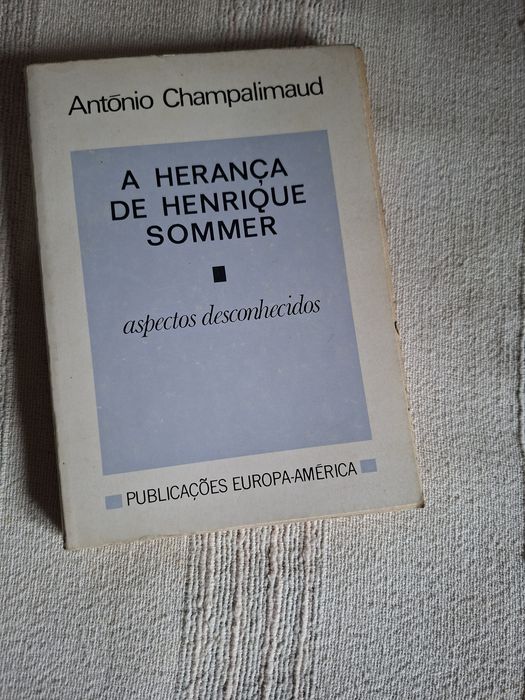 António Champalimaud
A HERANÇA
DE HENRIQUE
SOMMER
aspectos desconhecidos
PUBLICAÇÕES EUROPA-AMÉRICA